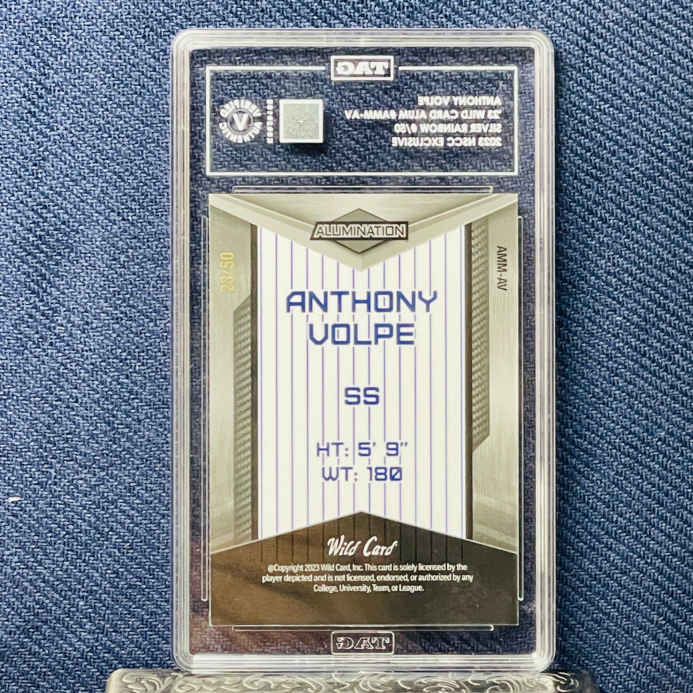 TAG
ANTHONY VOLPE
'23 WILD CARD ALUM #AMM-AV
SILVER RAINBOW #/50
2023 NSCC EXCLUSIVE
ALLUMINATION
28/50
AMM-AV
ANTHONY
VOLPE
SS
HT: 5' 9"
WT: 180
Wild Card
@Copyright 2023 Wild Card, Inc. This card is solely licensed by the
player depicted and is not licensed, endorsed, or authorized by any
College, University, Team, or League.
TAG